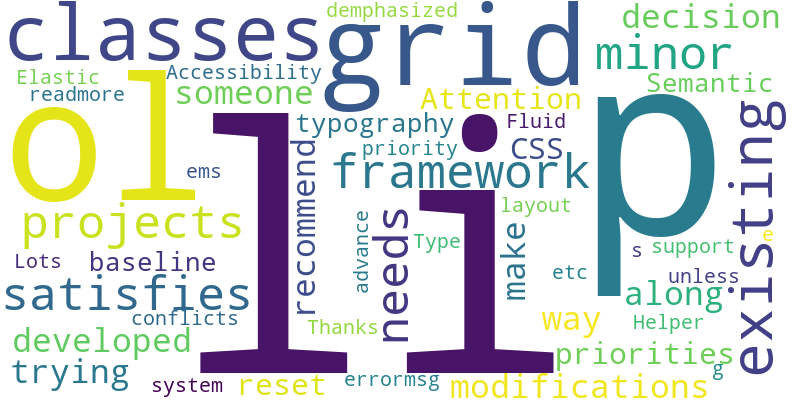 classes
demphasized
grid
decision
minor
Elastic
Accessibility
readmore
someone
Attention
Semantic
ol
li
p
typography
Fluid
CSS
priority
framework
ems
existing
projects
recommend
needs
layout
advance
Type
make
s
support
e
Lots
baseline
etc
unless
satisfies
along
conflicts
Thanks
way
Helper
developed
priorities
trying
g
system
reset
errormsg
modifications